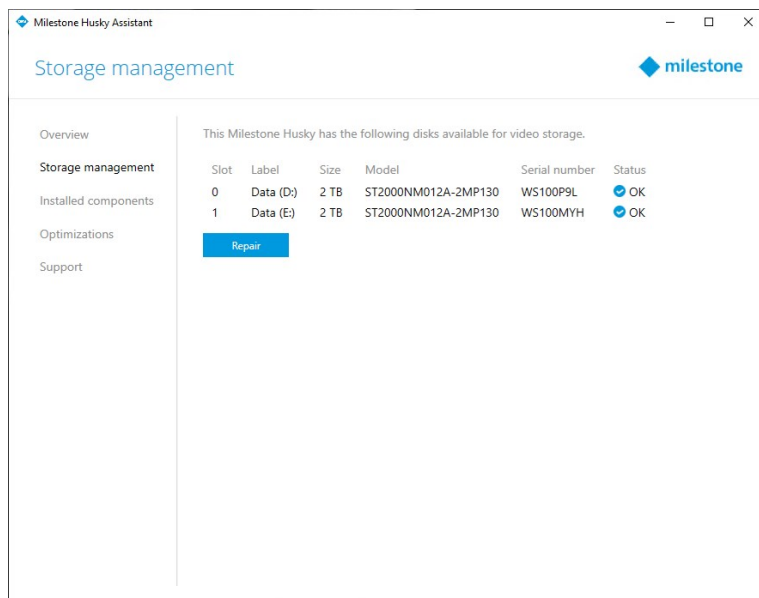 Milestone Husky Assistant
Storage management
milestone
Overview
Storage management
Installed components
Optimizations
Support
This Milestone Husky has the following disks available for video storage.
Slot Label Size Model Serial number Status
0 Data (D:) 2 TB ST2000NM012A-2MP130 WS100P9L OK
1 Data (E:) 2 TB ST2000NM012A-2MP130 WS100MYH OK
Repair